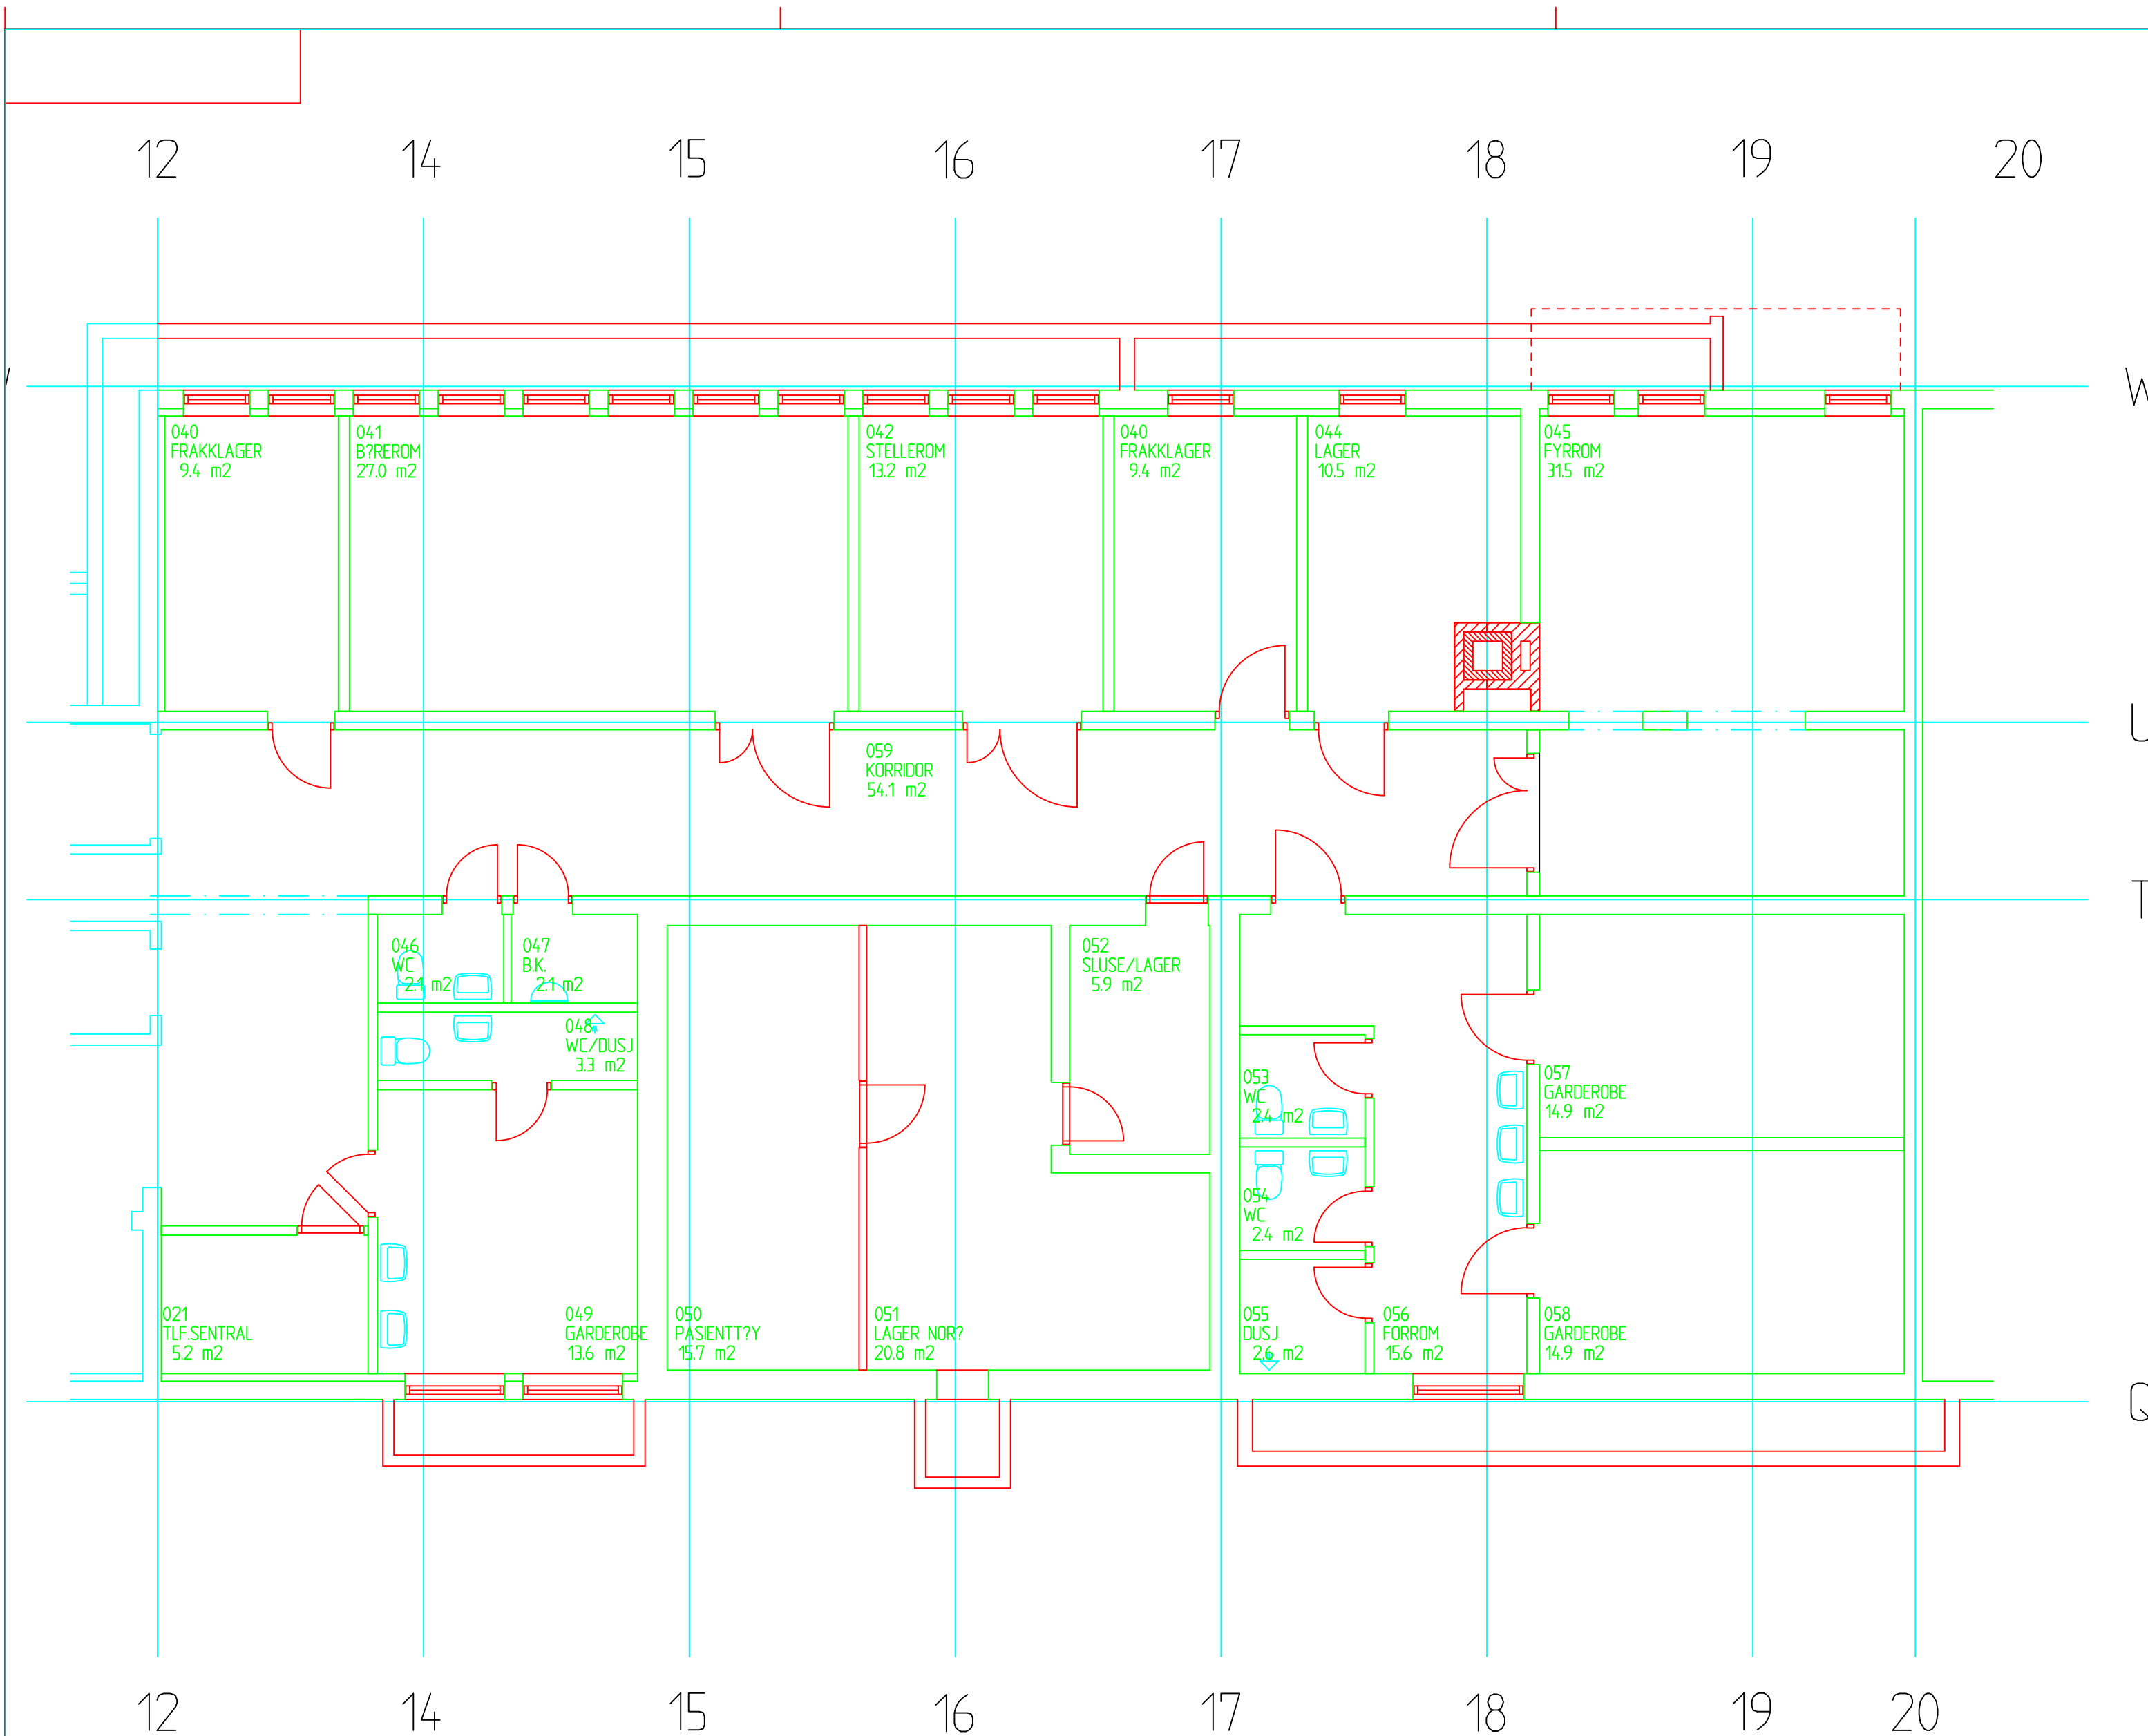 12 14 15 16 17 18 19 20
W
040
FRAKKLAGER
9.4 m2
041
B?REROM
27.0 m2
042
STELLEROM
13.2 m2
040
FRAKKLAGER
9.4 m2
044
LAGER
10.5 m2
045
FYRROM
31.5 m2
U
059
KORRIDOR
54.1 m2
T
046
WC
2.1 m2
047
B.K.
2.1 m2
048
WC/DUSJ
3.3 m2
052
SLUSE/LAGER
5.9 m2
053
WC
2.4 m2
057
GARDEROBE
14.9 m2
054
WC
2.4 m2
021
TLF.SENTRAL
5.2 m2
049
GARDEROBE
13.6 m2
050
PASIENTT?Y
15.7 m2
051
LAGER NOR?
20.8 m2
055
DUSJ
2.6 m2
056
FORROM
15.6 m2
058
GARDEROBE
14.9 m2
Q
12 14 15 16 17 18 19 20